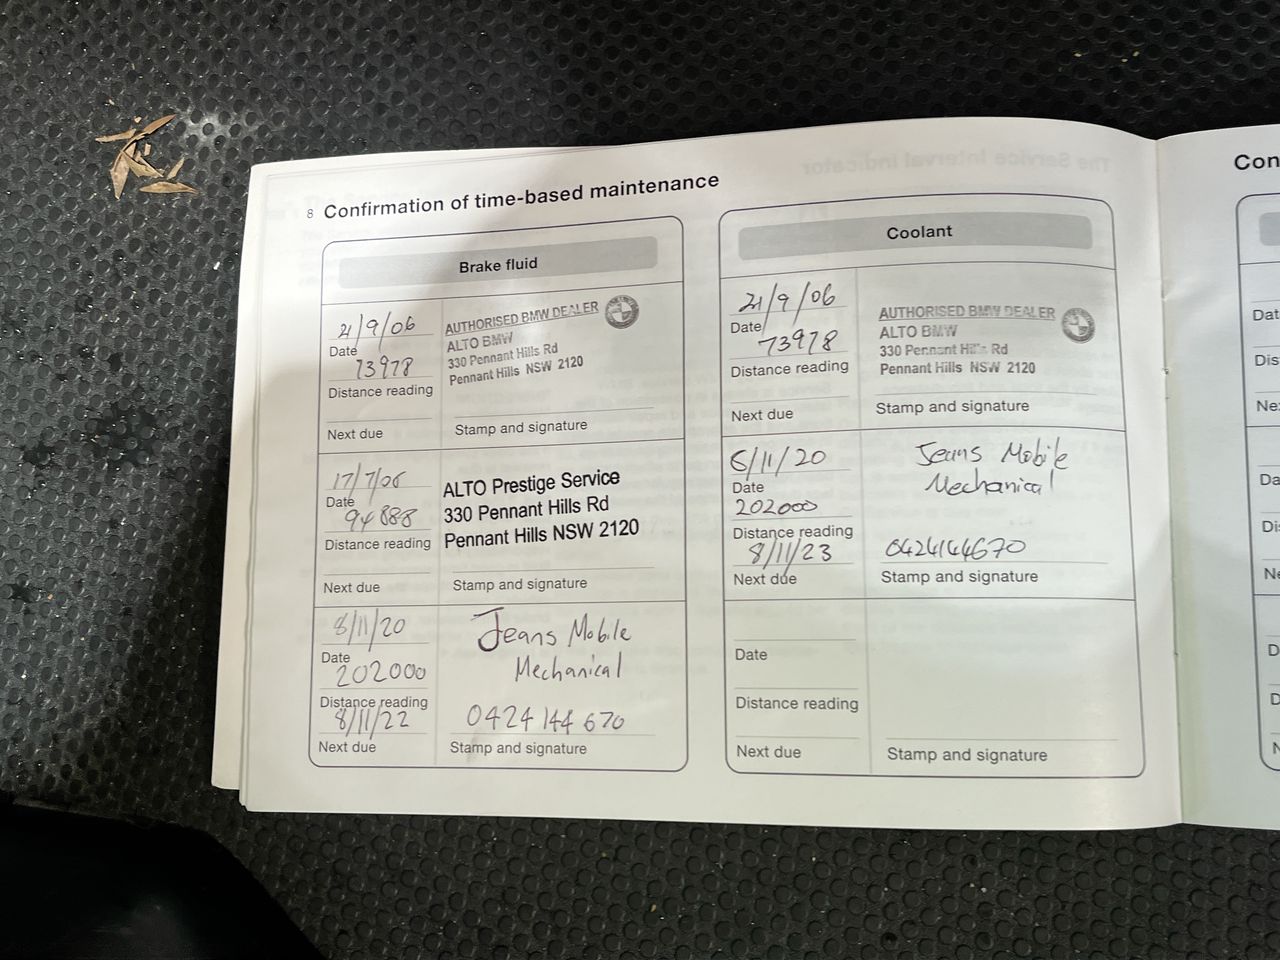 8 Confirmation of time-based maintenance
Brake fluid
21/9/06
Date
73978
Distance reading
Next due
AUTHORISED BMW DEALER
ALTO BMW
330 Pennant Hills Rd
Pennant Hills NSW 2120
Stamp and signature
17/7/08
Date
94888
Distance reading
Next due
ALTO Prestige Service
330 Pennant Hills Rd
Pennant Hills NSW 2120
Stamp and signature
8/11/20
Date
202000
Distance reading
8/11/22
Next due
Jeans Mobile
Mechanical
0424 144 670
Stamp and signature
Coolant
21/9/06
Date
73978
Distance reading
Next due
AUTHORISED BMW DEALER
ALTO BMW
330 Pennant Hills Rd
Pennant Hills NSW 2120
Stamp and signature
8/11/20
Date
202000
Distance reading
8/11/23
Next due
Jeans Mobile
Mechanical
0424144670
Stamp and signature
Date
Distance reading
Next due
Stamp and signature
Con